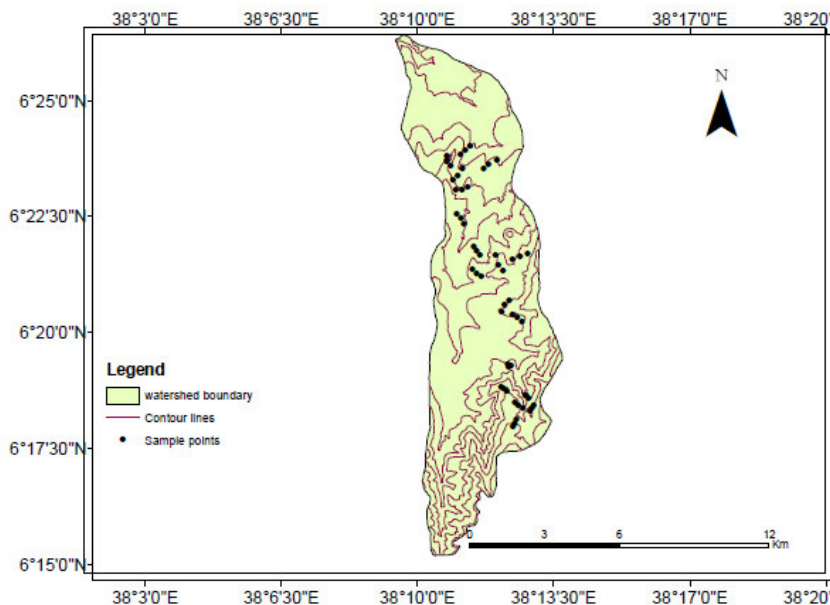 38°3'0"E 38°6'30"E 38°10'0"E 38°13'30"E 38°17'0"E 38°20
N
6°25'0"N
6°22'30"N
6°20'0"N
6°17'30"N
6°15'0"N
Legend
watershed boundary
Contour lines
Sample points
0 3 6 12
Km
38°3'0"E 38°6'30"E 38°10'0"E 38°13'30"E 38°17'0"E 38°20